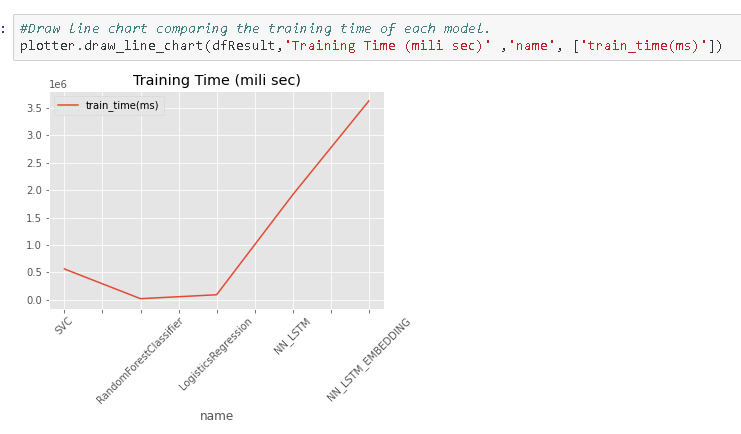 : #Draw line chart comparing the training time of each model.
plotter.draw_line_chart(dfResult,'Training Time (mili sec)' ,'name', ['train_time(ms)'])
Training Time (mili sec)
1e6
train_time(ms)
3.5
3.0
2.5
2.0
1.5
1.0
0.5
0.0
SVC
RandomForestClassifier
LogisticsRegression
NN_LSTM
NN_LSTM_EMBEDDING
name